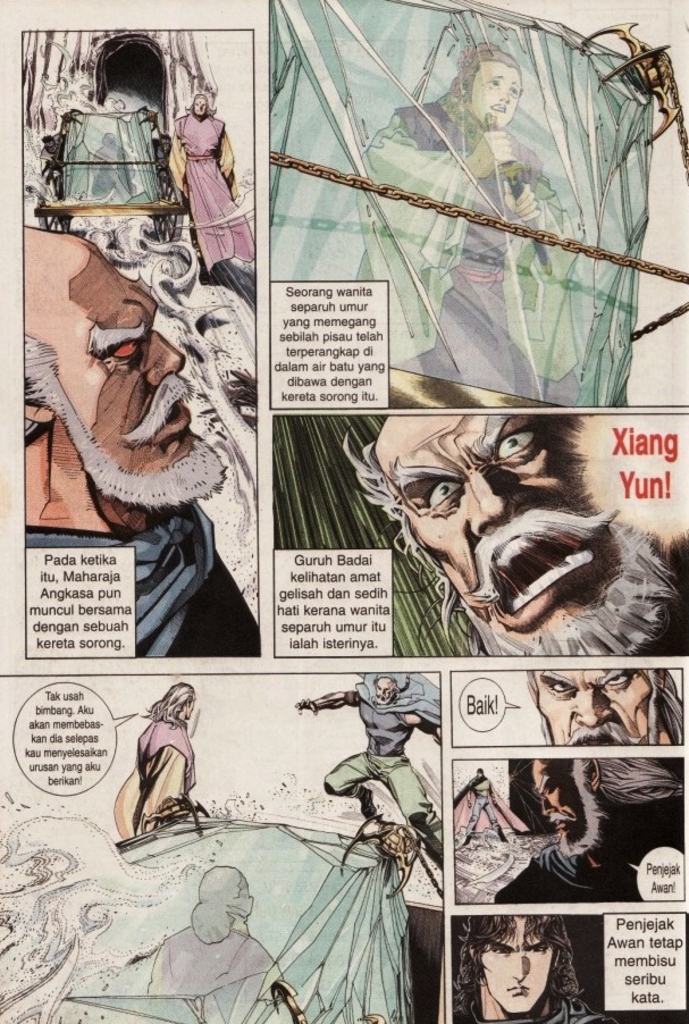 Pada ketika
itu, Maharaja
Angkasa pun
muncul bersama
dengan sebuah
kereta sorong.
Seorang wanita
separuh umur
yang memegang
sebilah pisau telah
terperangkap di
dalam air batu yang
dibawa dengan
kereta sorong itu.
Xiang
Yun!
Guruh Badai
kelihatan amat
gelisah dan sedih
hati kerana wanita
separuh umur itu
ialah isterinya.
Tak usah
bimbang. Aku
akan membebas-
kan dia selepas
kau menyelesaikan
urusan yang aku
berikan!
Baik!
Penjejak
Awan!
Penjejak
Awan tetap
membisu
seribu
kata.